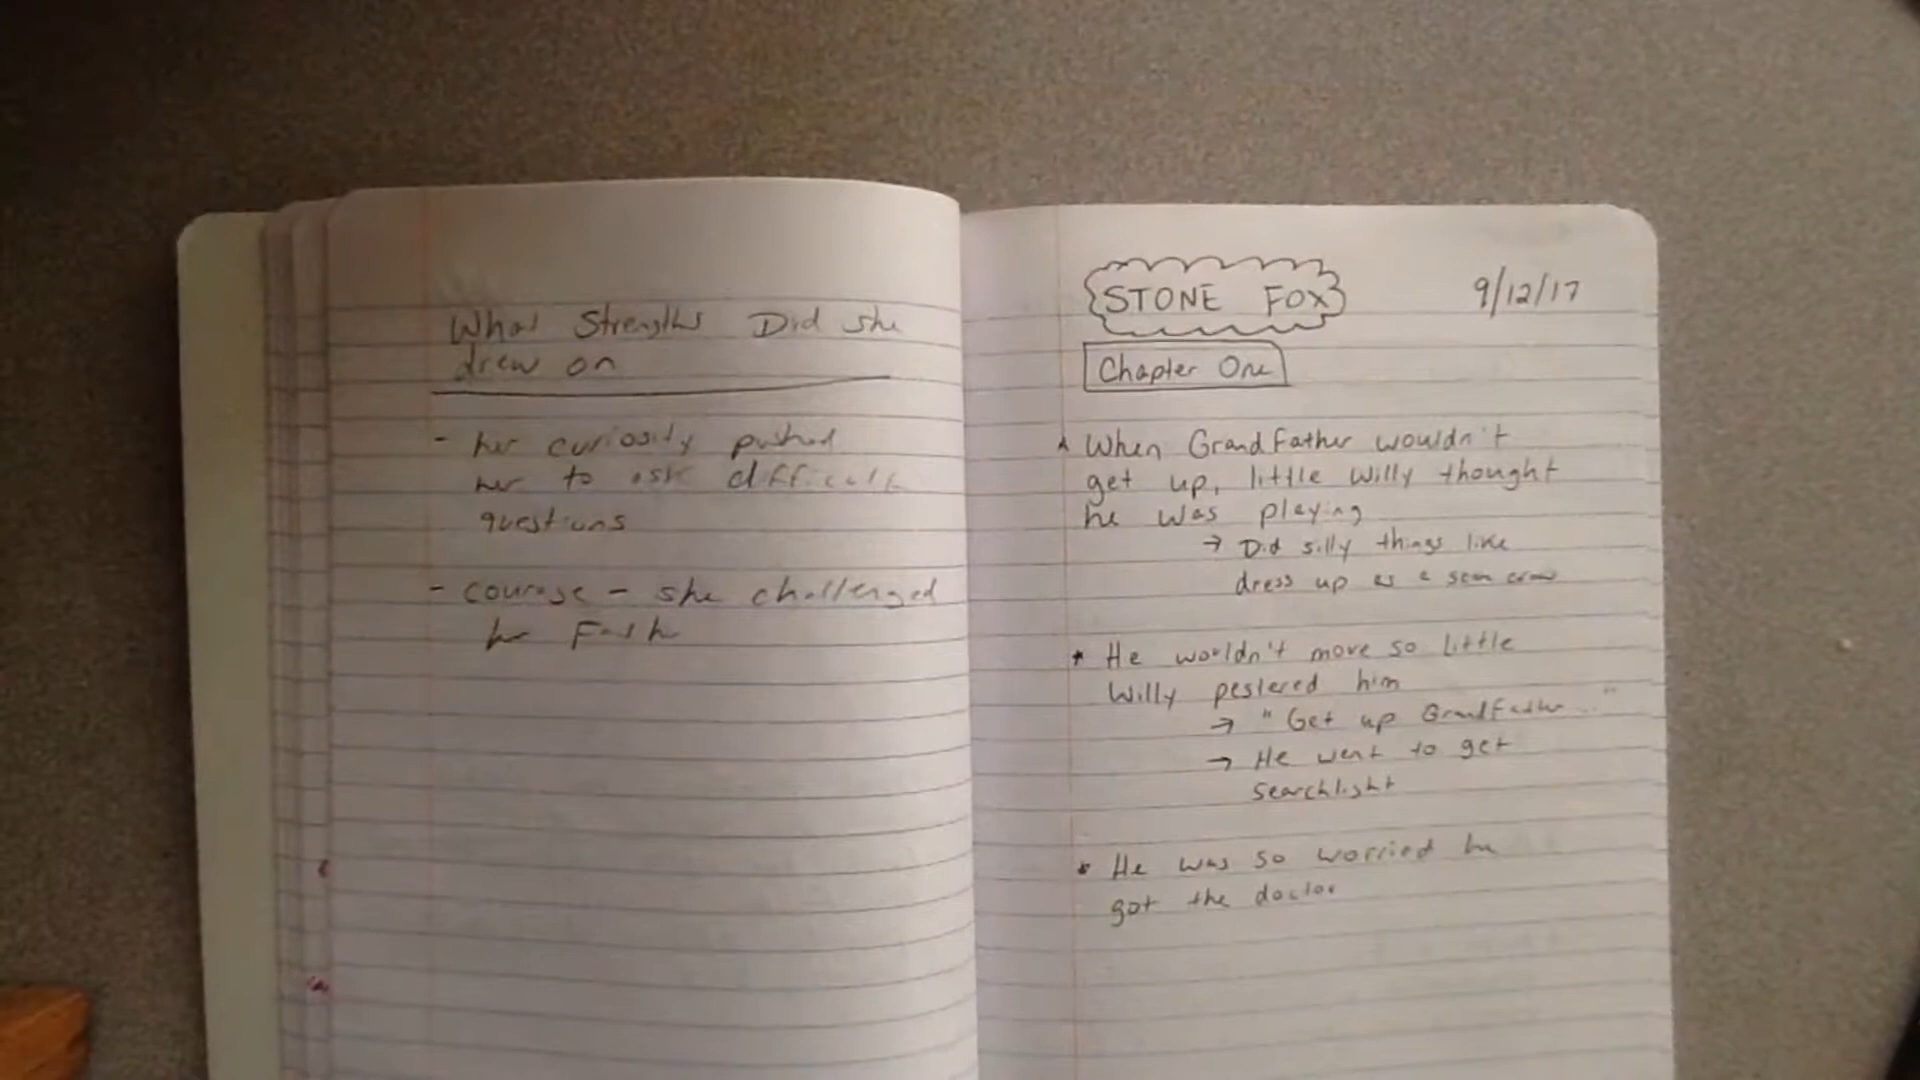 What Strengths Did she
drew on
- her curiosity pushed
her to ask difficult
questions
- courage - she challenged
her Faith
STONE FOX
9/12/17
Chapter One
* When Grandfather wouldn't
get up, little Willy thought
he was playing
→ Did silly things like
dress up as a scare crow
* He wouldn't move so little
Willy pestered him
→ "Get up Grandfather..."
→ He went to get
Searchlight
* He was so worried he
got the doctor